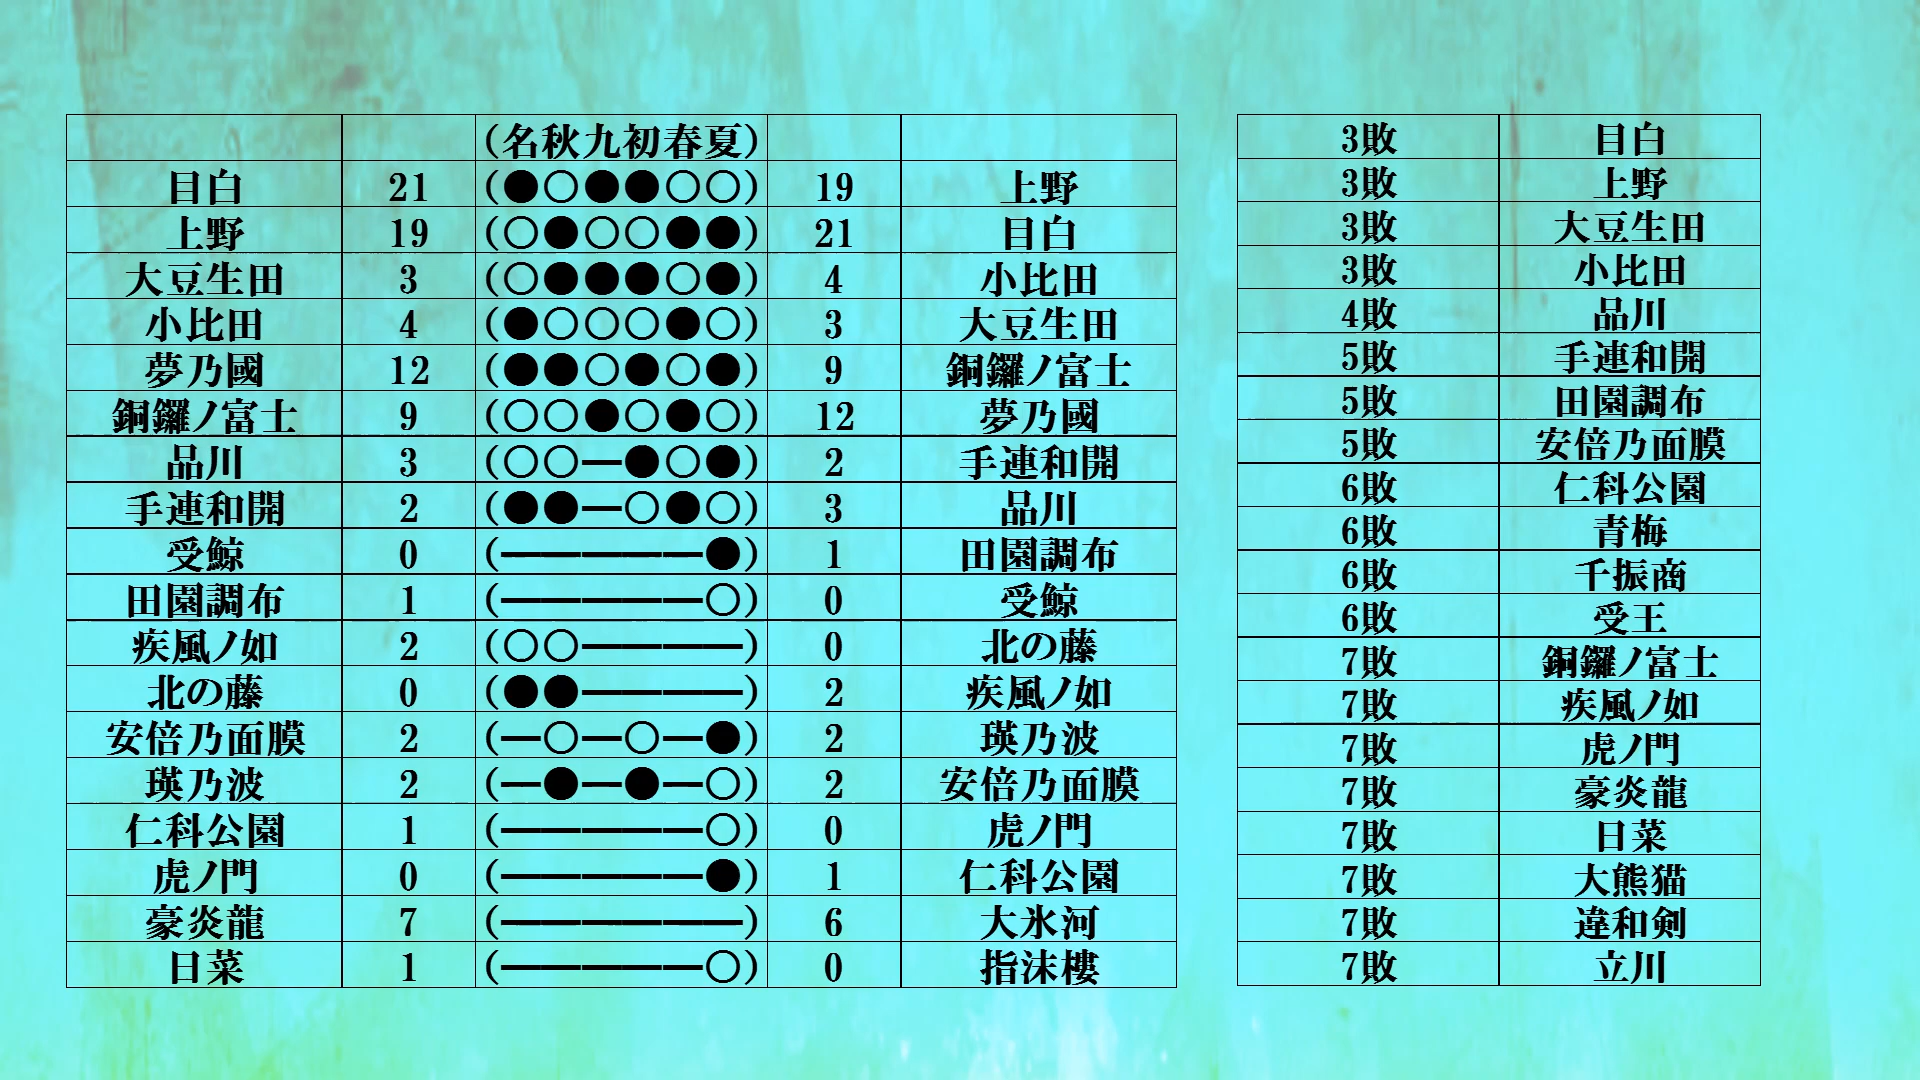 （名秋九初春夏）
目白 21 （●○●●○○） 19 上野
上野 19 （○●○○●●） 21 目白
大豆生田 3 （○●●●○●） 4 小比田
小比田 4 （●○○○●○） 3 大豆生田
夢乃國 12 （●●○●○●） 9 銅鑼ノ富士
銅鑼ノ富士 9 （○○●○●○） 12 夢乃國
品川 3 （○○―●○●） 2 手連和開
手連和開 2 （●●―○●○） 3 品川
受鯨 0 （―――――●） 1 田園調布
田園調布 1 （―――――○） 0 受鯨
疾風ノ如 2 （○○――――） 0 北の藤
北の藤 0 （●●――――） 2 疾風ノ如
安倍乃面膜 2 （―○―○―●） 2 瑛乃波
瑛乃波 2 （―●―●―○） 2 安倍乃面膜
仁科公園 1 （―――――○） 0 虎ノ門
虎ノ門 0 （―――――●） 1 仁科公園
豪炎龍 7 （――――――） 6 大氷河
日菜 1 （―――――○） 0 指沫樓
3敗 目白
3敗 上野
3敗 大豆生田
3敗 小比田
4敗 品川
5敗 手連和開
5敗 田園調布
5敗 安倍乃面膜
6敗 仁科公園
6敗 青梅
6敗 千振商
6敗 受王
7敗 銅鑼ノ富士
7敗 疾風ノ如
7敗 虎ノ門
7敗 豪炎龍
7敗 日菜
7敗 大熊猫
7敗 違和剣
7敗 立川